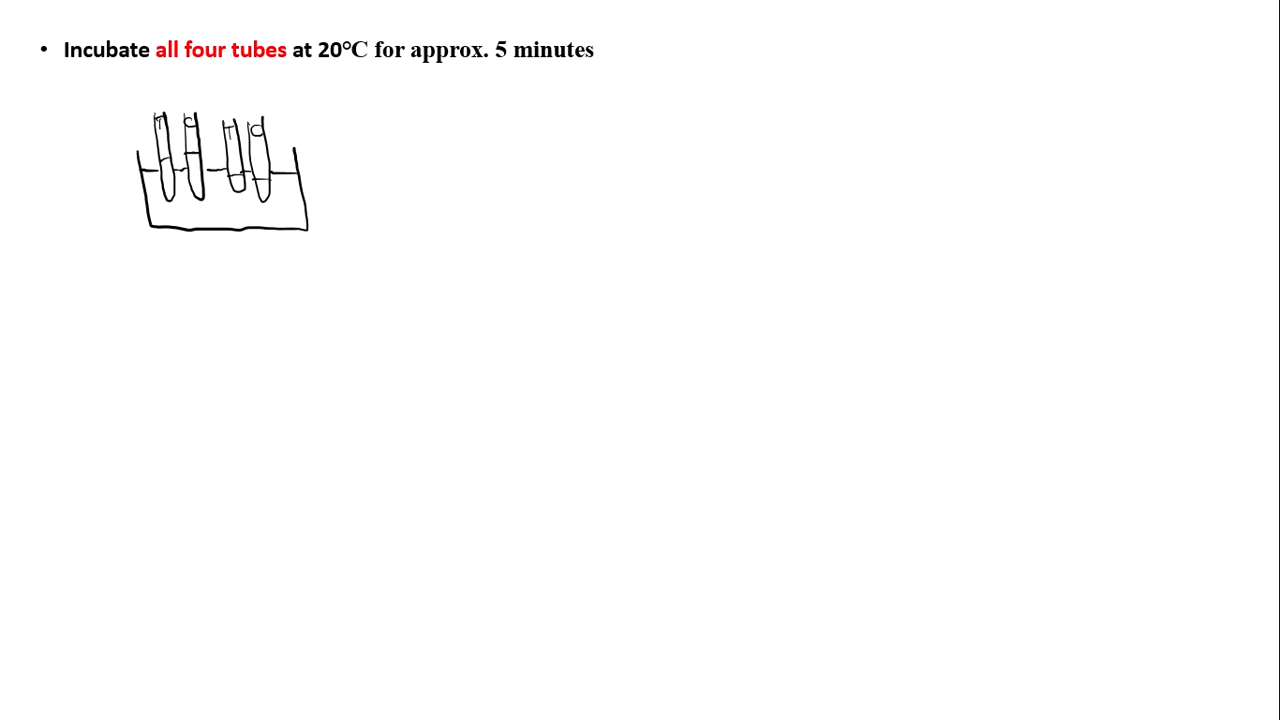 • Incubate all four tubes at 20°C for approx. 5 minutes
T C T C